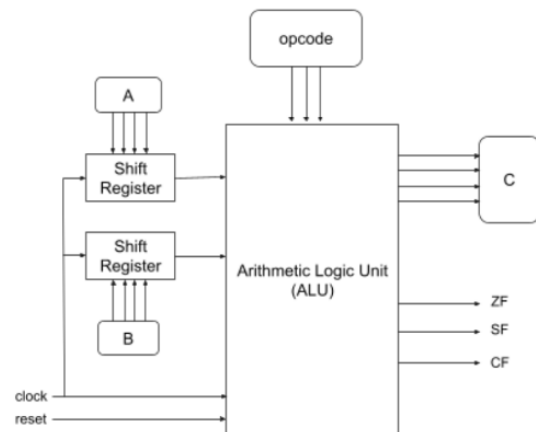 opcode
A
Shift
Register
C
Shift
Register
Arithmetic Logic Unit
(ALU)
B
ZF
SF
CF
clock
reset